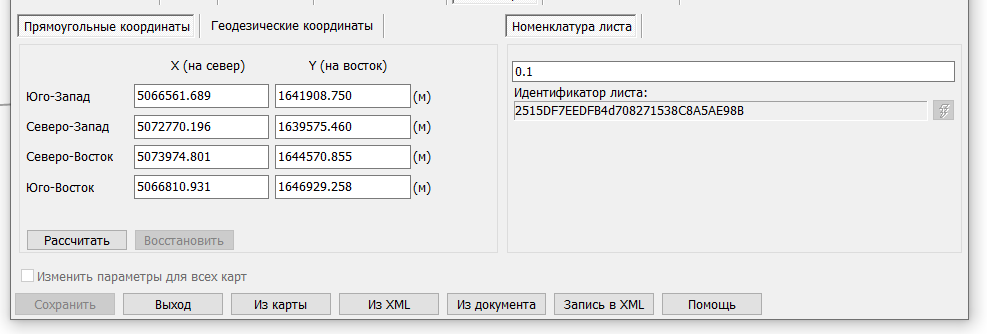 Прямоугольные координаты Геодезические координаты Номенклатура листа
X (на север) Y (на восток)
0.1
Идентификатор листа:
Юго-Запад 5066561.689 1641908.750 (м)
2515DF7EEDFB4d708271538C8A5AE98B
Северо-Запад 5072770.196 1639575.460 (м)
Северо-Восток 5073974.801 1644570.855 (м)
Юго-Восток 5066810.931 1646929.258 (м)
Рассчитать Восстановить
Изменить параметры для всех карт
Сохранить Выход Из карты Из XML Из документа Запись в XML Помощь